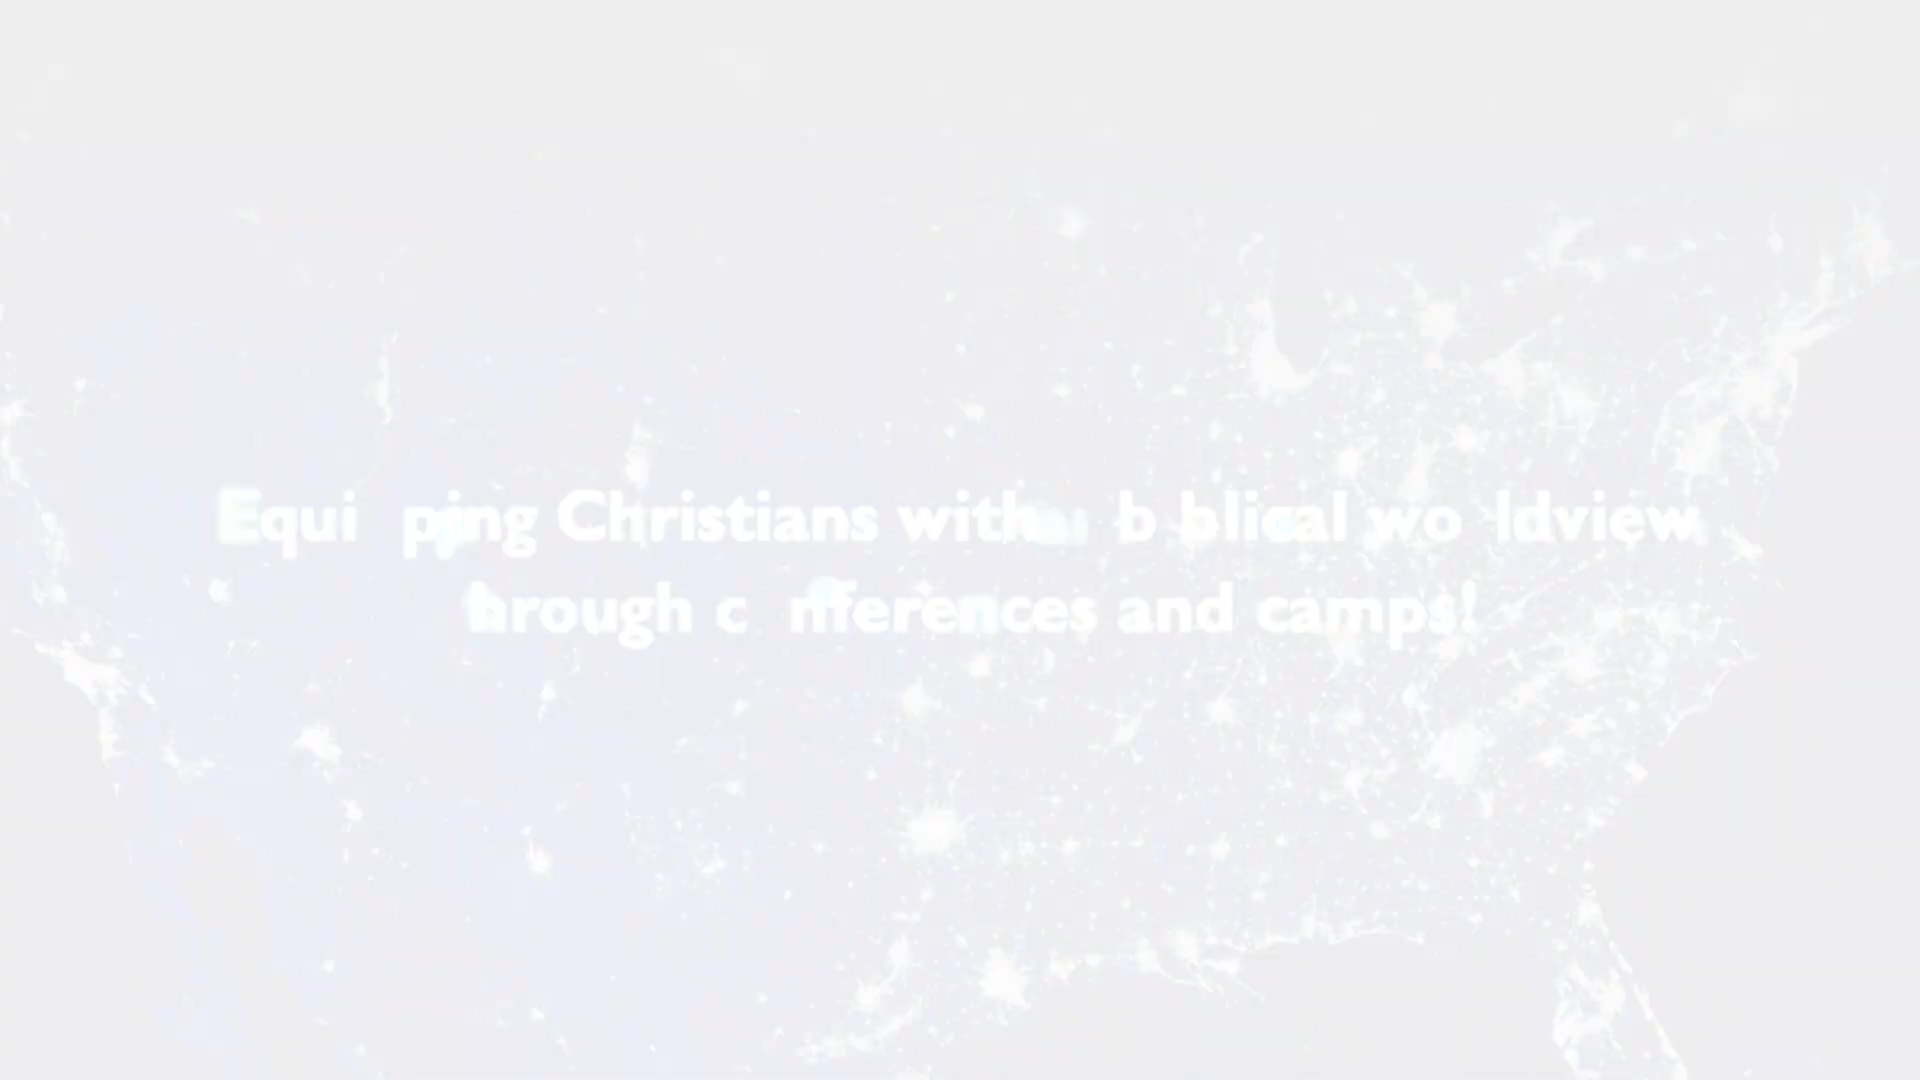 Equi ping Christians with a b blical wo ldview
hrough c nferences and camps!